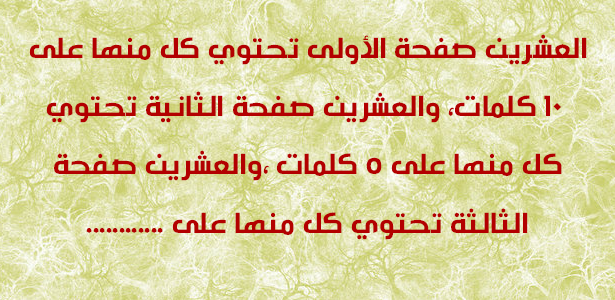 العشرين صفحة الأولى تحتوي كل منها على
١٠ كلمات، والعشرين صفحة الثانية تحتوي
كل منها على ٥ كلمات ،والعشرين صفحة
الثالثة تحتوي كل منها على ............